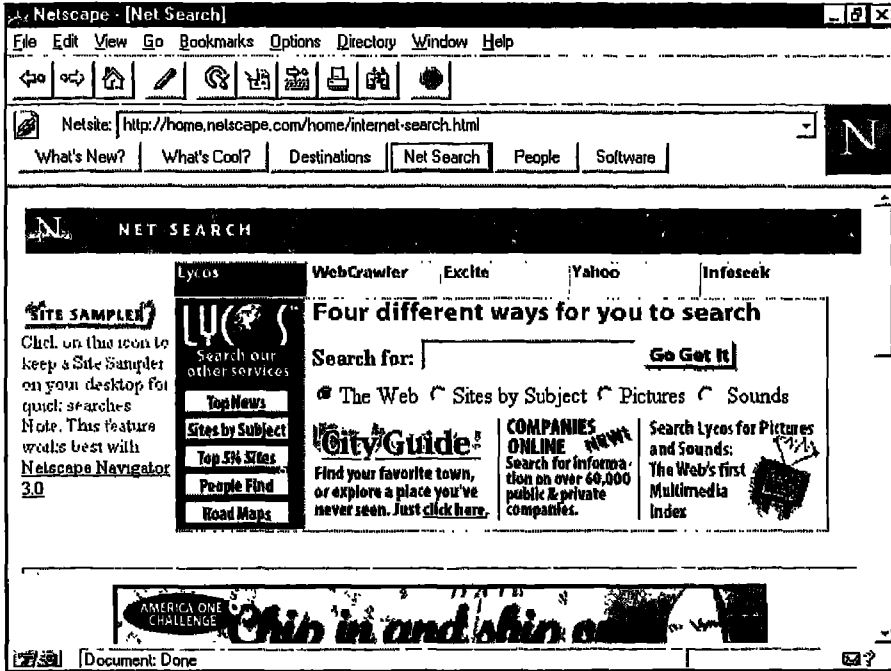 Netscape - [Net Search]
File Edit View Go Bookmarks Options Directory Window Help
Netsite: http://home.netscape.com/home/internet-search.html
What's New? What's Cool? Destinations Net Search People Software
N
N NET SEARCH
Lycos WebCrawler Excite Yahoo Infoseek
SITE SAMPLER
Click on this icon to
keep a Site Sampler
on your desktop for
quick searches
Note. This feature
works best with
Netscape Navigator
3.0
LYCOS
Search our
other services
Top News
Sites by Subject
Top 5% Sites
People Find
Road Maps
Four different ways for you to search
Search for: Go Get It
The Web Sites by Subject Pictures Sounds
City Guide
Find your favorite town,
or explore a place you've
never seen. Just click here.
COMPANIES
ONLINE NEW!
Search for informa-
tion on over 60,000
public & private
companies.
Search Lycos for Pictures
and Sounds:
The Web's first
Multimedia
Index
AMERICA ONE
CHALLENGE
Chip in and ship
Document: Done